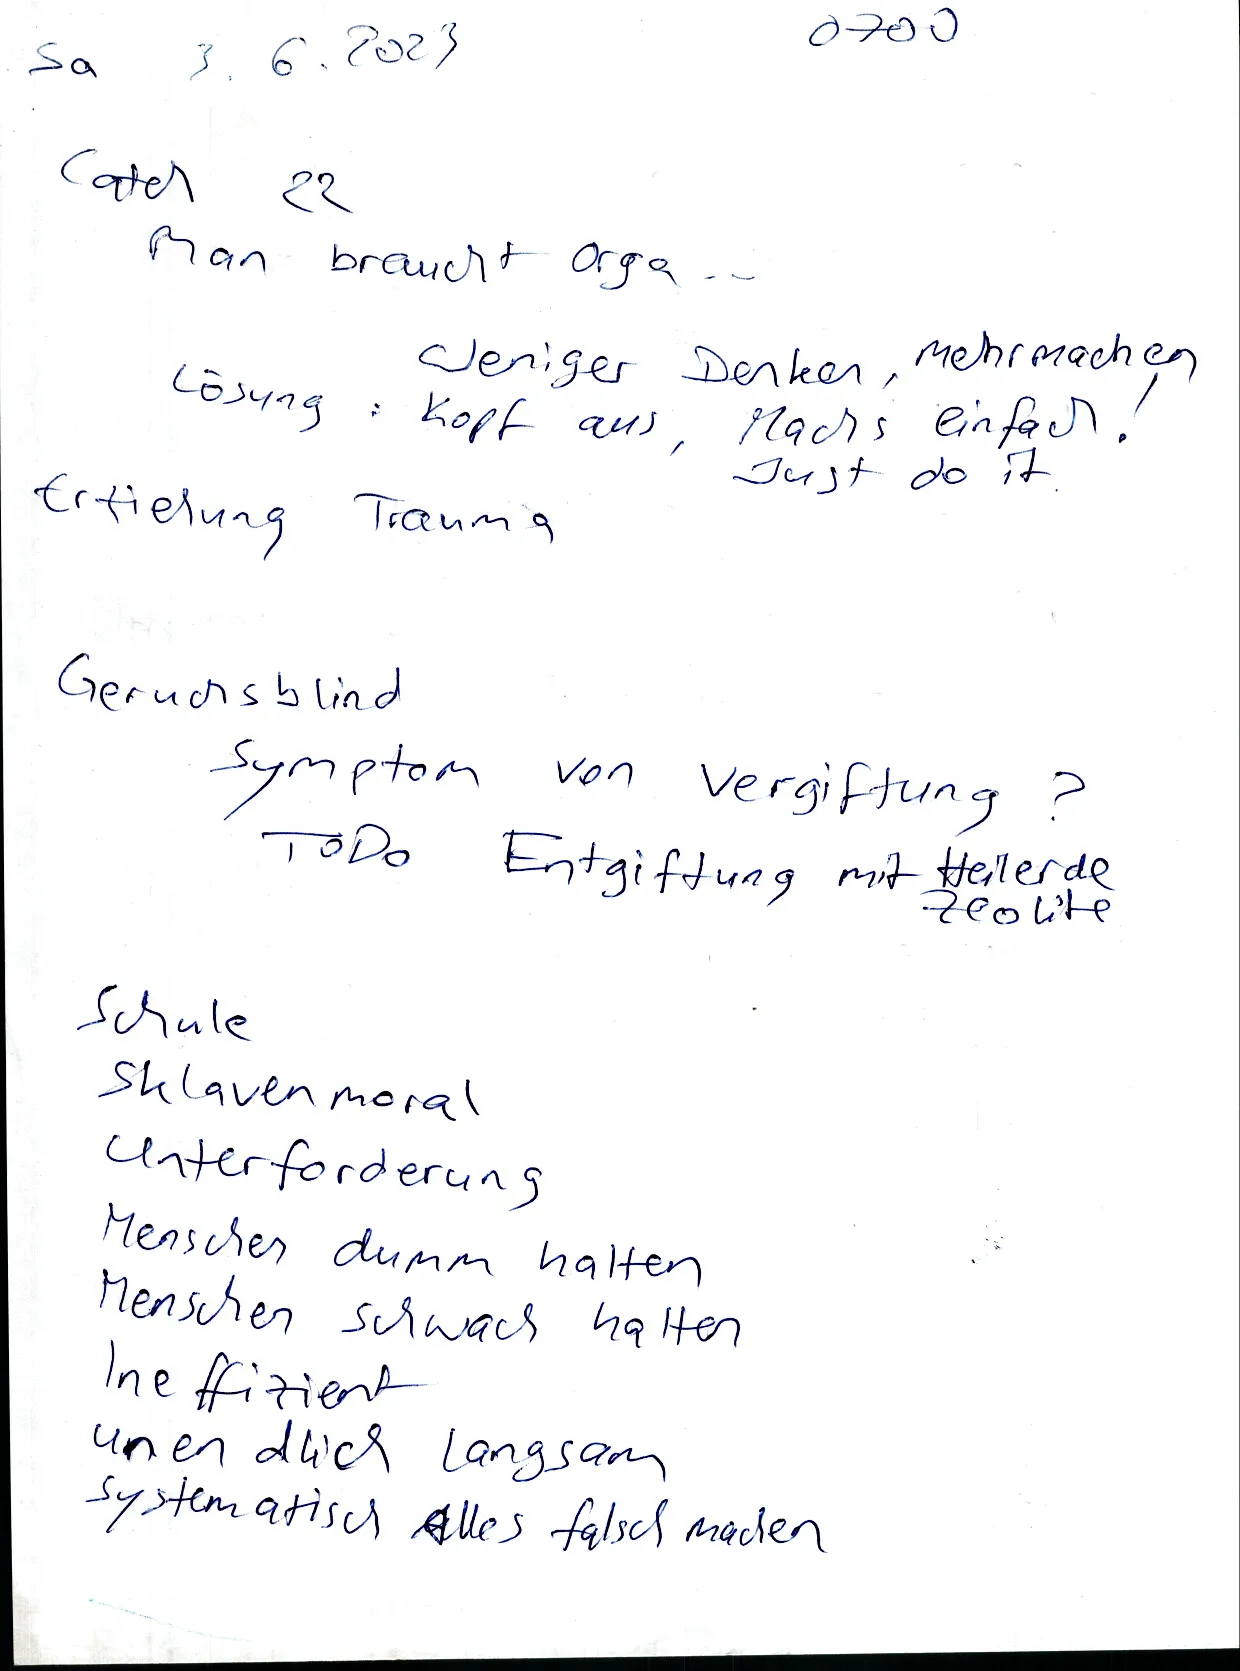 Sa 3.6.2023 0700
Catch 22
Man braucht Orga ...
Weniger Denken, mehr machen
Lösung : Kopf aus, Machs einfach!
Just do it
Erziehung Trauma
Geruchsblind
Symptom von Vergiftung ?
ToDo Entgiftung mit Heilerde
Zeolite
Schule
Sklavenmoral
Unterforderung
Menschen dumm halten
Menschen schwach halten
Ineffizient
unendlich langsam
systematisch Alles falsch machen